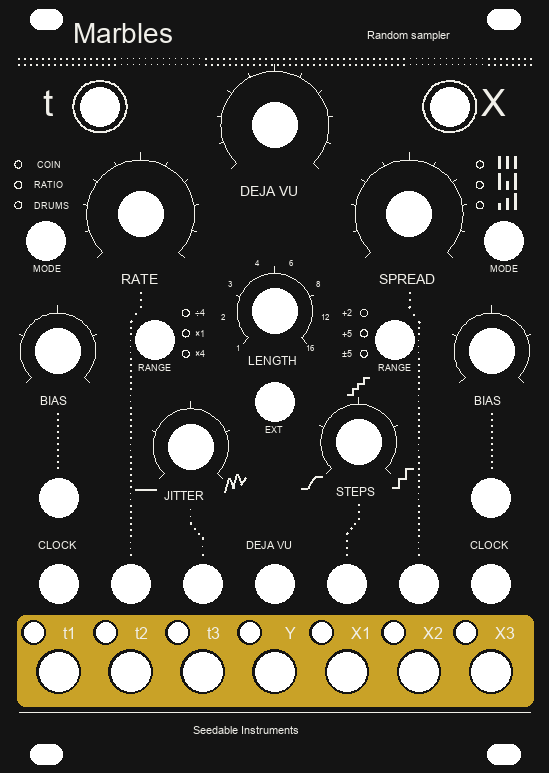 Marbles
Random sampler
t
X
COIN
RATIO
DRUMS
MODE
DEJA VU
MODE
RATE
SPREAD
÷4
×1
×4
RANGE
1
2
3
4
6
8
12
16
LENGTH
+2
+5
±5
RANGE
BIAS
BIAS
EXT
JITTER
STEPS
CLOCK
DEJA VU
CLOCK
t1 t2 t3 Y X1 X2 X3
Seedable Instruments